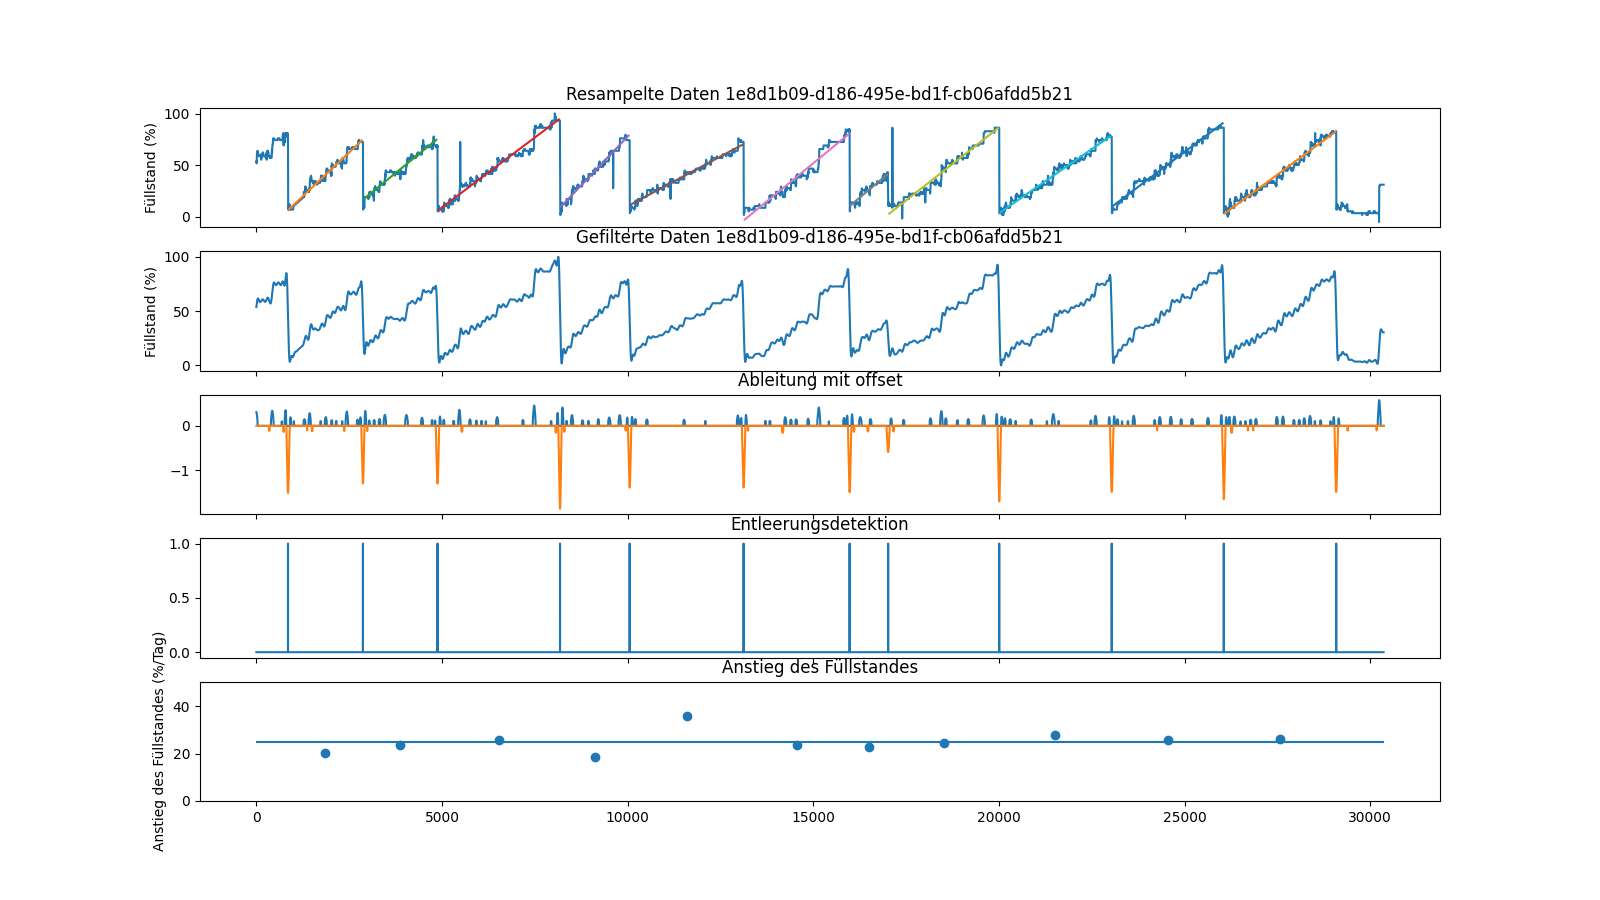 Resampelte Daten 1e8d1b09-d186-495e-bd1f-cb06afdd5b21
Füllstand (%)
100
50
0
Gefilterte Daten 1e8d1b09-d186-495e-bd1f-cb06afdd5b21
Füllstand (%)
100
50
0
Ableitung mit offset
0
−1
Entleerungsdetektion
1.0
0.5
0.0
Anstieg des Füllstandes
Anstieg des Füllstandes (%/Tag)
40
20
0
0 5000 10000 15000 20000 25000 30000